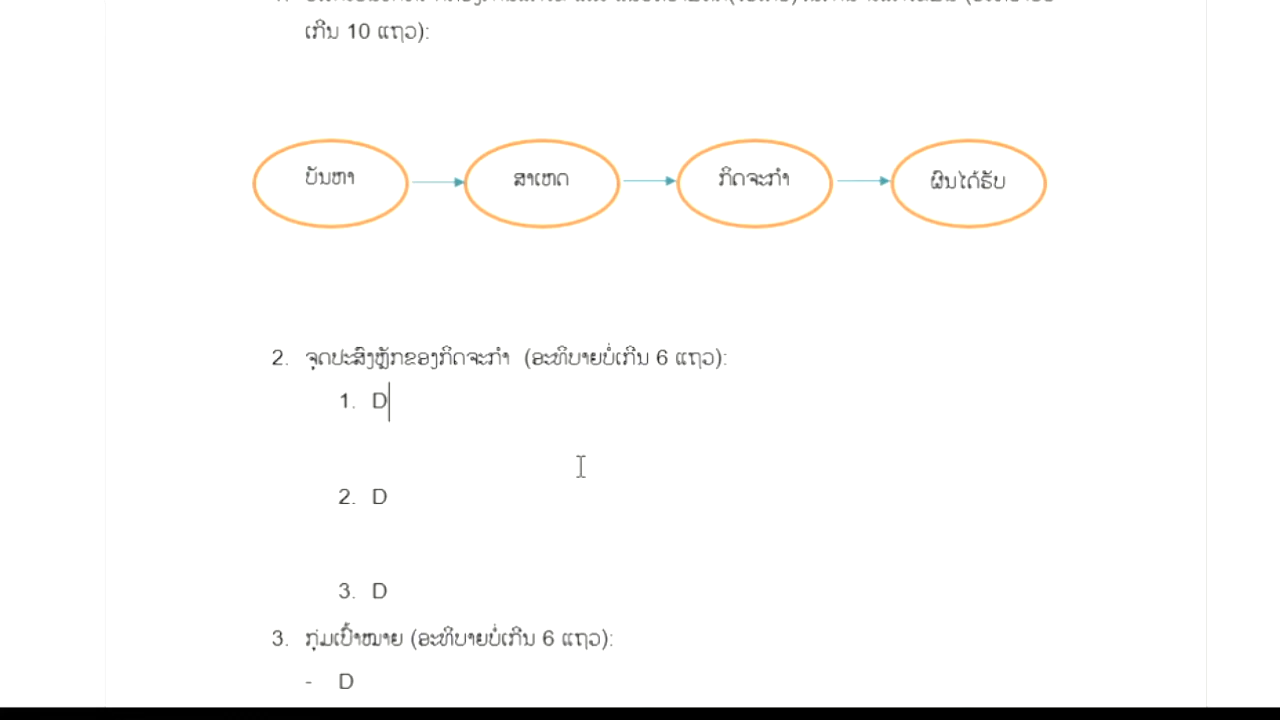 ເກີນ 10 ແຖວ):
ບັນຫາ
ສາເຫດ
ກິດຈະກຳ
ຜົນໄດ້ຮັບ
2. ຈຸດປະສົງຫຼັກຂອງກິດຈະກຳ (ອະທິບາຍບໍ່ເກີນ 6 ແຖວ):
1. D
2. D
3. D
3. ກຸ່ມເປົ້າໝາຍ (ອະທິບາຍບໍ່ເກີນ 6 ແຖວ):
- D